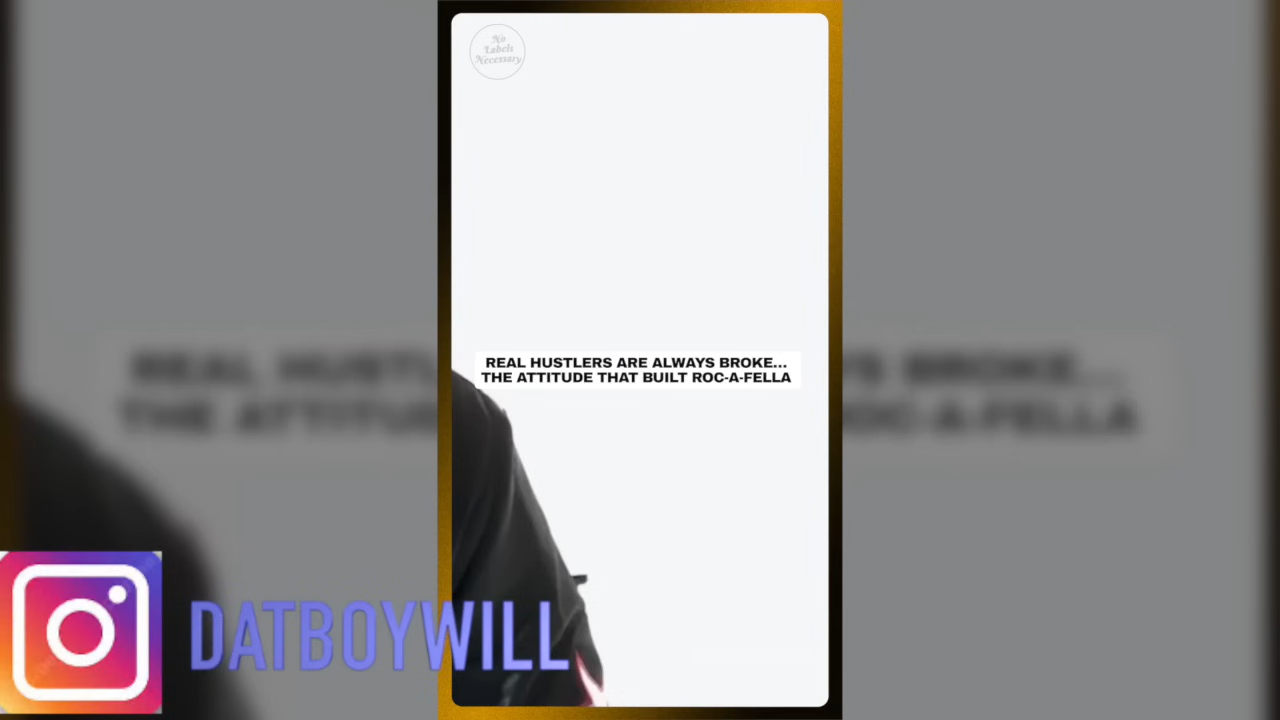 No
Labels
Necessary
REAL HUSTLERS ARE ALWAYS BROKE...
THE ATTITUDE THAT BUILT ROC-A-FELLA
DATBOYWILL